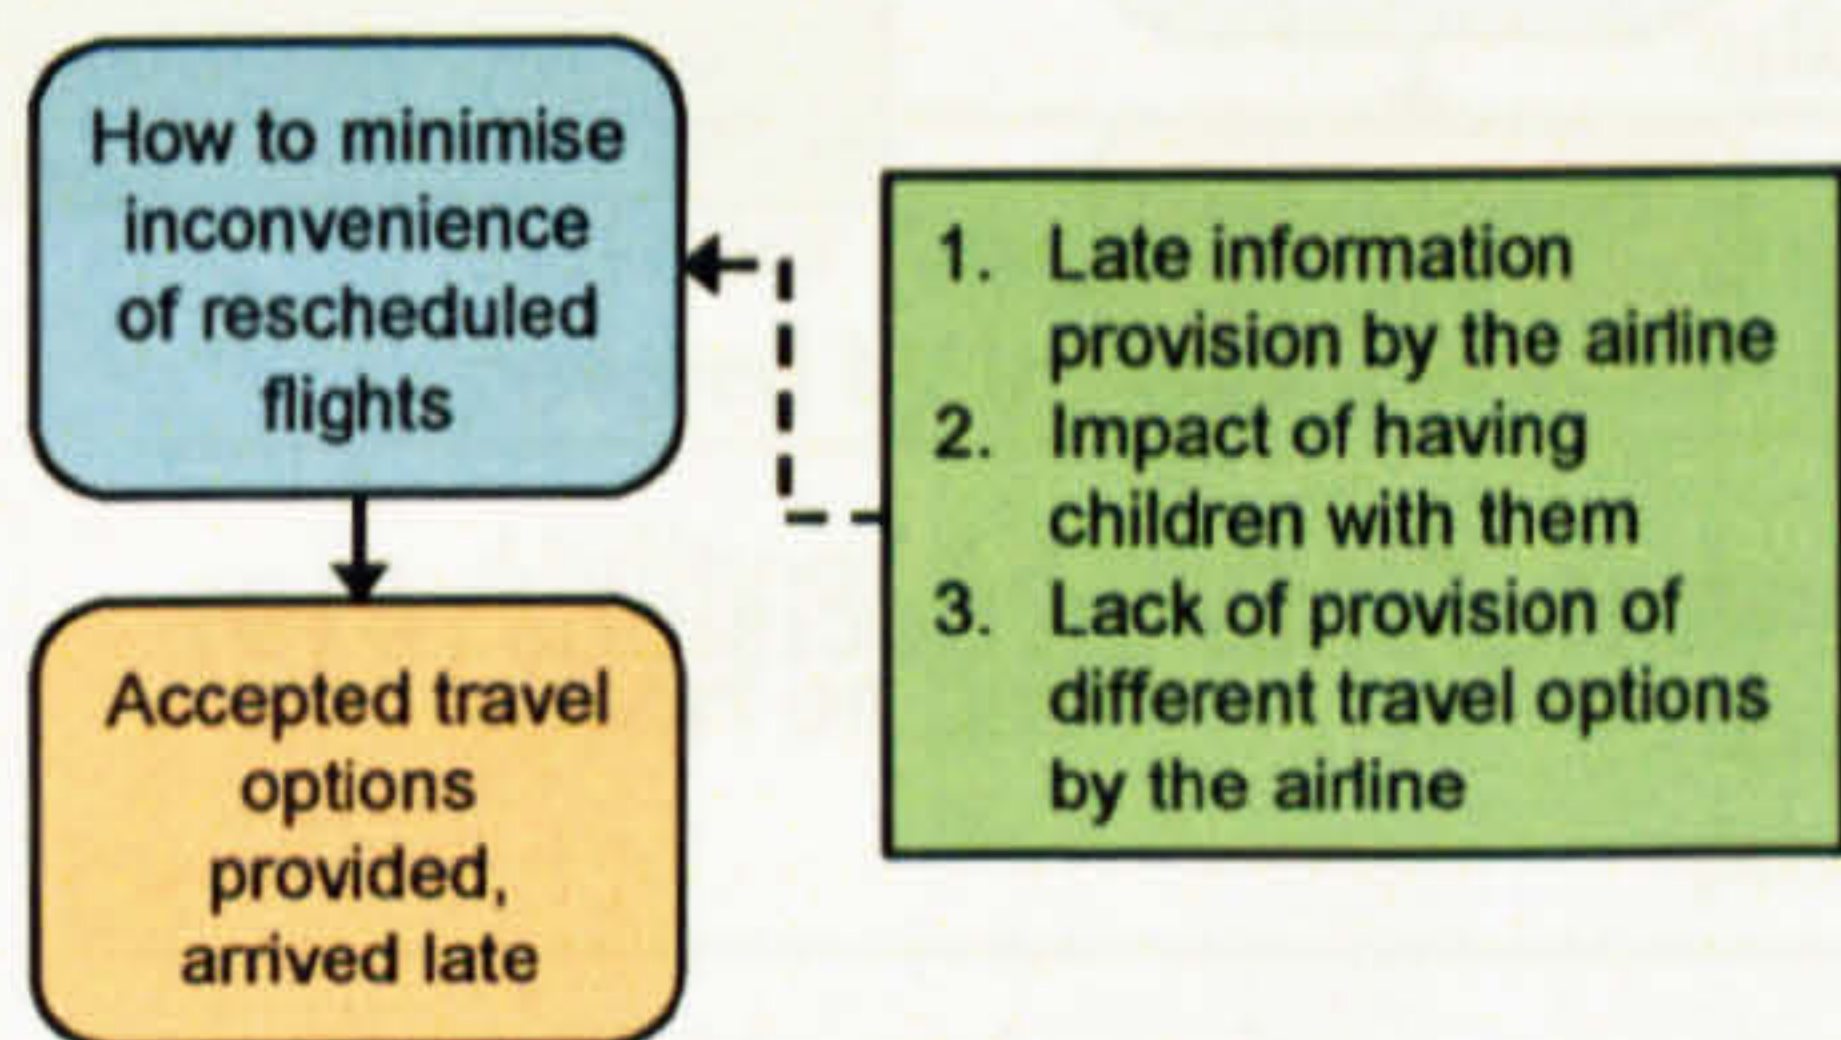 How to minimise
inconvenience
of rescheduled
flights
1. Late information
provision by the airline
2. Impact of having
children with them
3. Lack of provision of
different travel options
by the airline
Accepted travel
options
provided,
arrived late